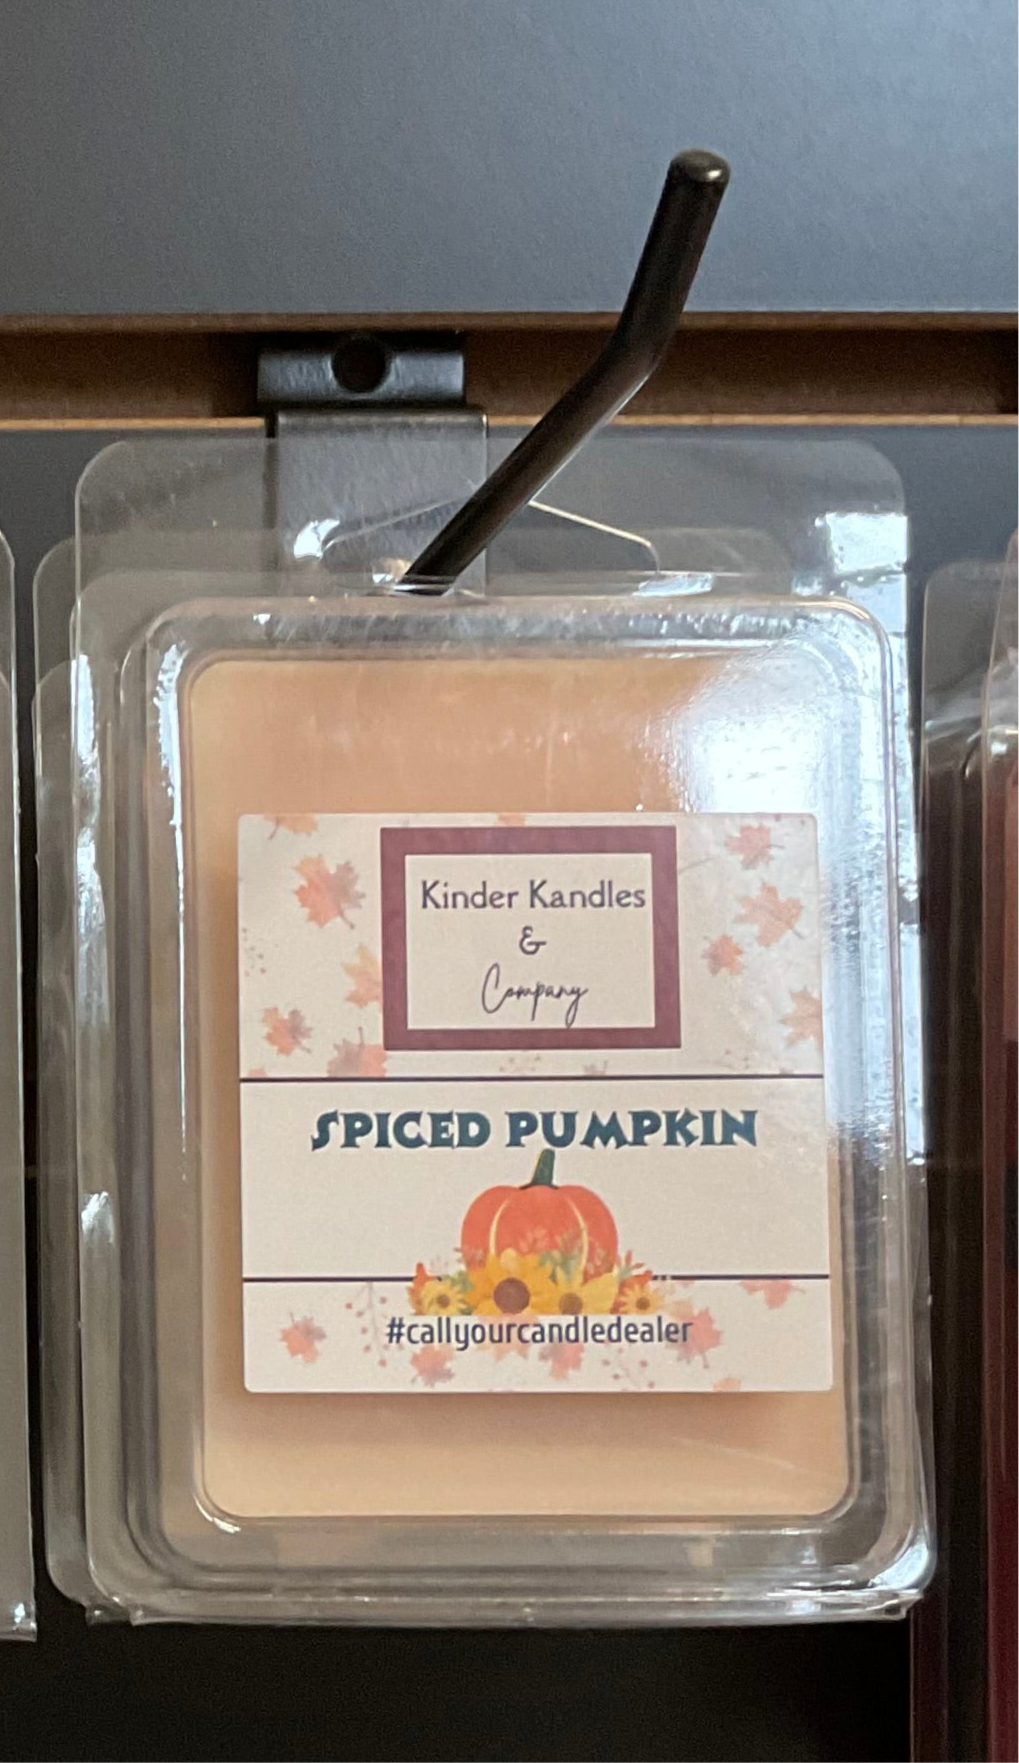 Kinder Kandles
&
Company
SPICED PUMPKIN
#callyourcandledealer